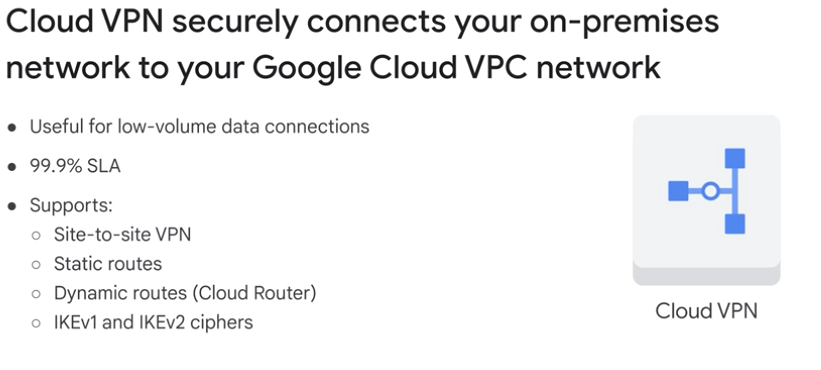 Cloud VPN securely connects your on-premises
network to your Google Cloud VPC network
● Useful for low-volume data connections
● 99.9% SLA
● Supports:
○ Site-to-site VPN
○ Static routes
○ Dynamic routes (Cloud Router)
○ IKEv1 and IKEv2 ciphers
Cloud VPN